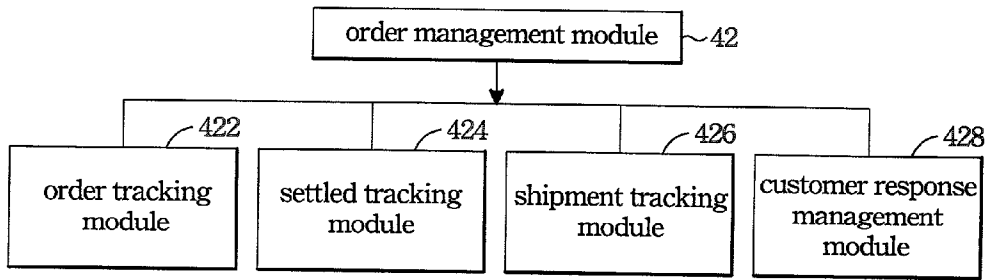 order management module
42
422
424
426
428
order tracking
module
settled tracking
module
shipment tracking
module
customer response
management
module